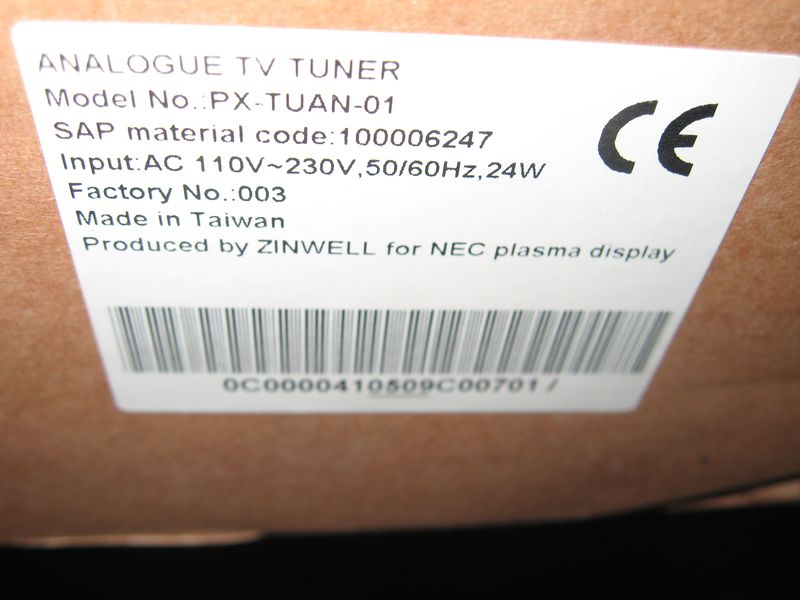 ANALOGUE TV TUNER
Model No.:PX-TUAN-01
SAP material code:100006247
Input:AC 110V~230V,50/60Hz,24W
Factory No.:003
Made in Taiwan
Produced by ZINWELL for NEC plasma display
CE
0C0000410509C00701/